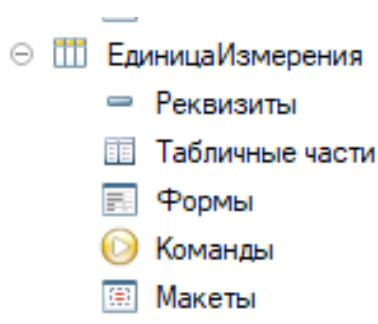 ЕдиницаИзмерения
Реквизиты
Табличные части
Формы
Команды
Макеты